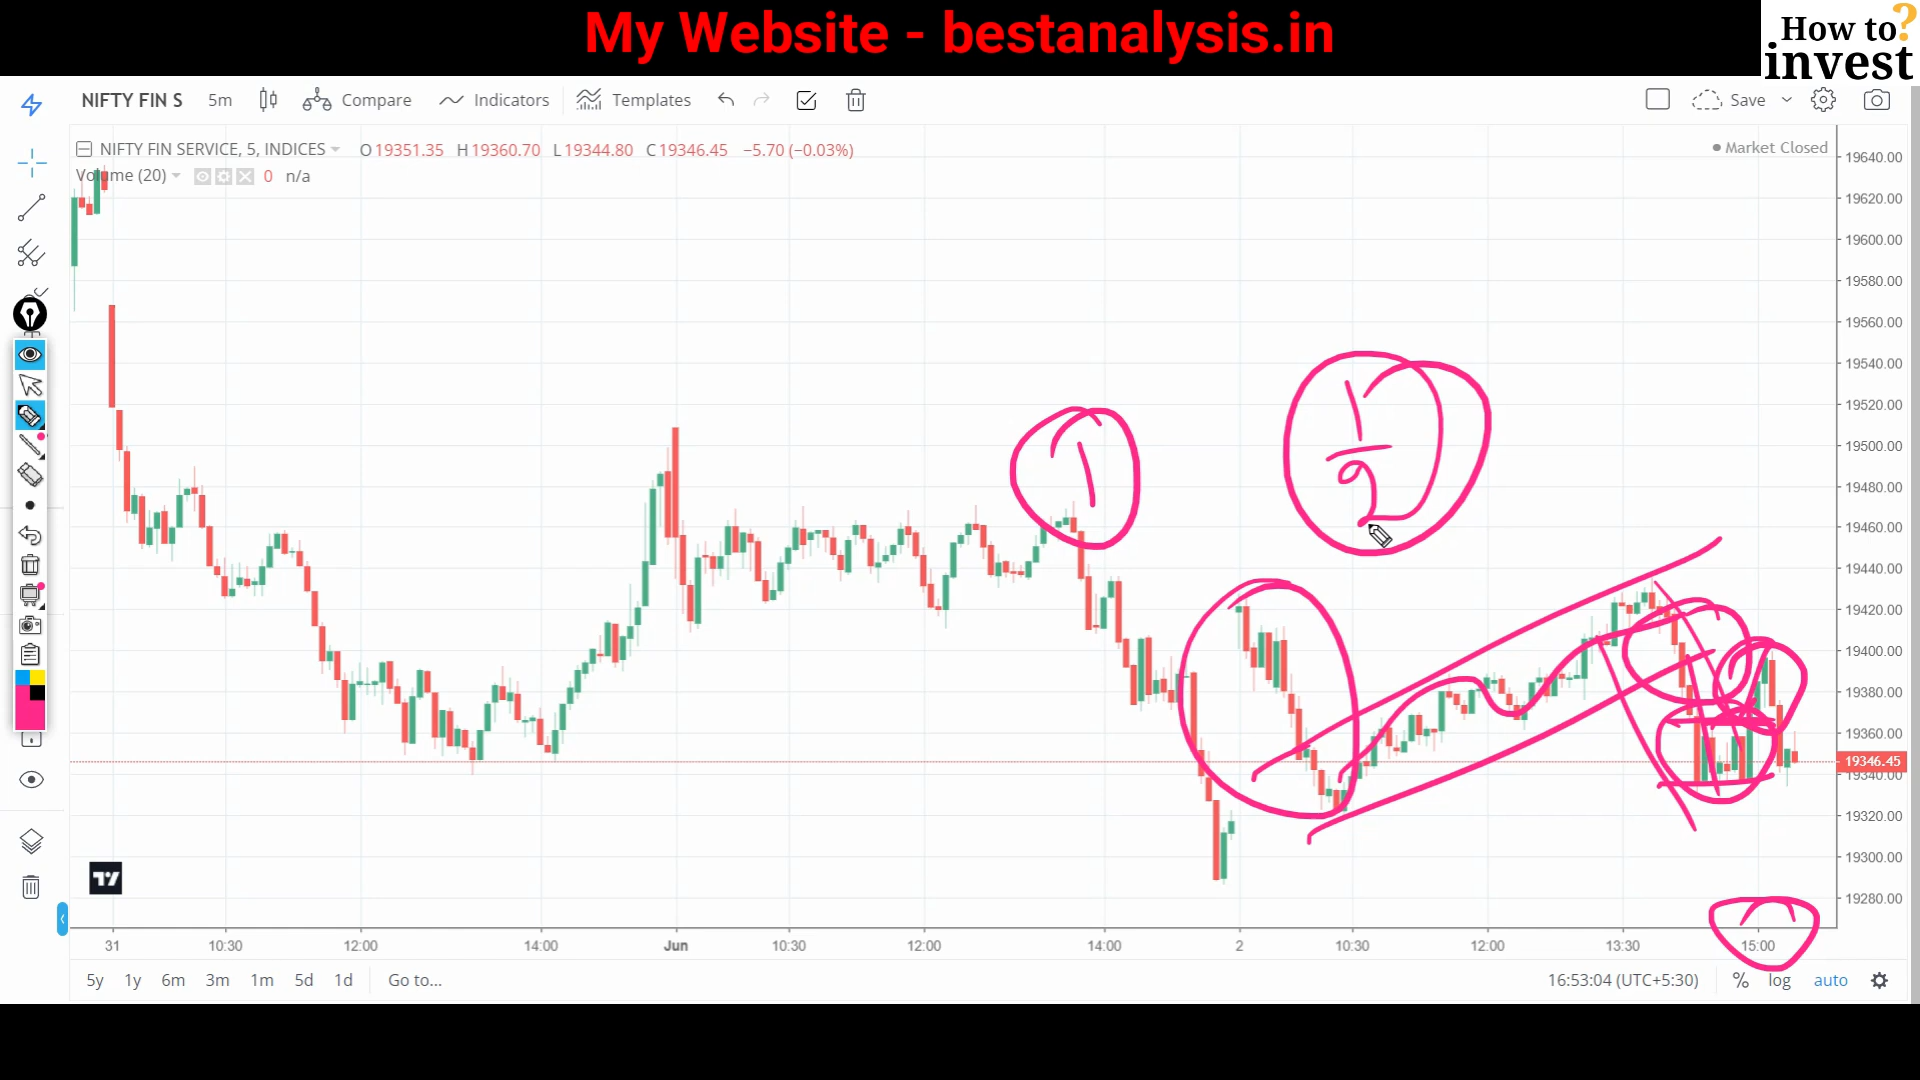 My Website - bestanalysis.in
How to?
invest
NIFTY FIN S 5m Compare Indicators Templates Save
NIFTY FIN SERVICE, 5, INDICES O19351.35 H19360.70 L19344.80 C19346.45 −5.70 (−0.03%)
Market Closed
Volume (20) 0 n/a
19640.00
19620.00
19600.00
19580.00
19560.00
19540.00
19520.00
19500.00
19480.00
19460.00
19440.00
19420.00
19400.00
19380.00
19360.00
19346.45
19340.00
19320.00
19300.00
19280.00
1
1
2
31 10:30 12:00 14:00 Jun 10:30 12:00 14:00 2 10:30 12:00 13:30 15:00
5y 1y 6m 3m 1m 5d 1d Go to... 16:53:04 (UTC+5:30) % log auto